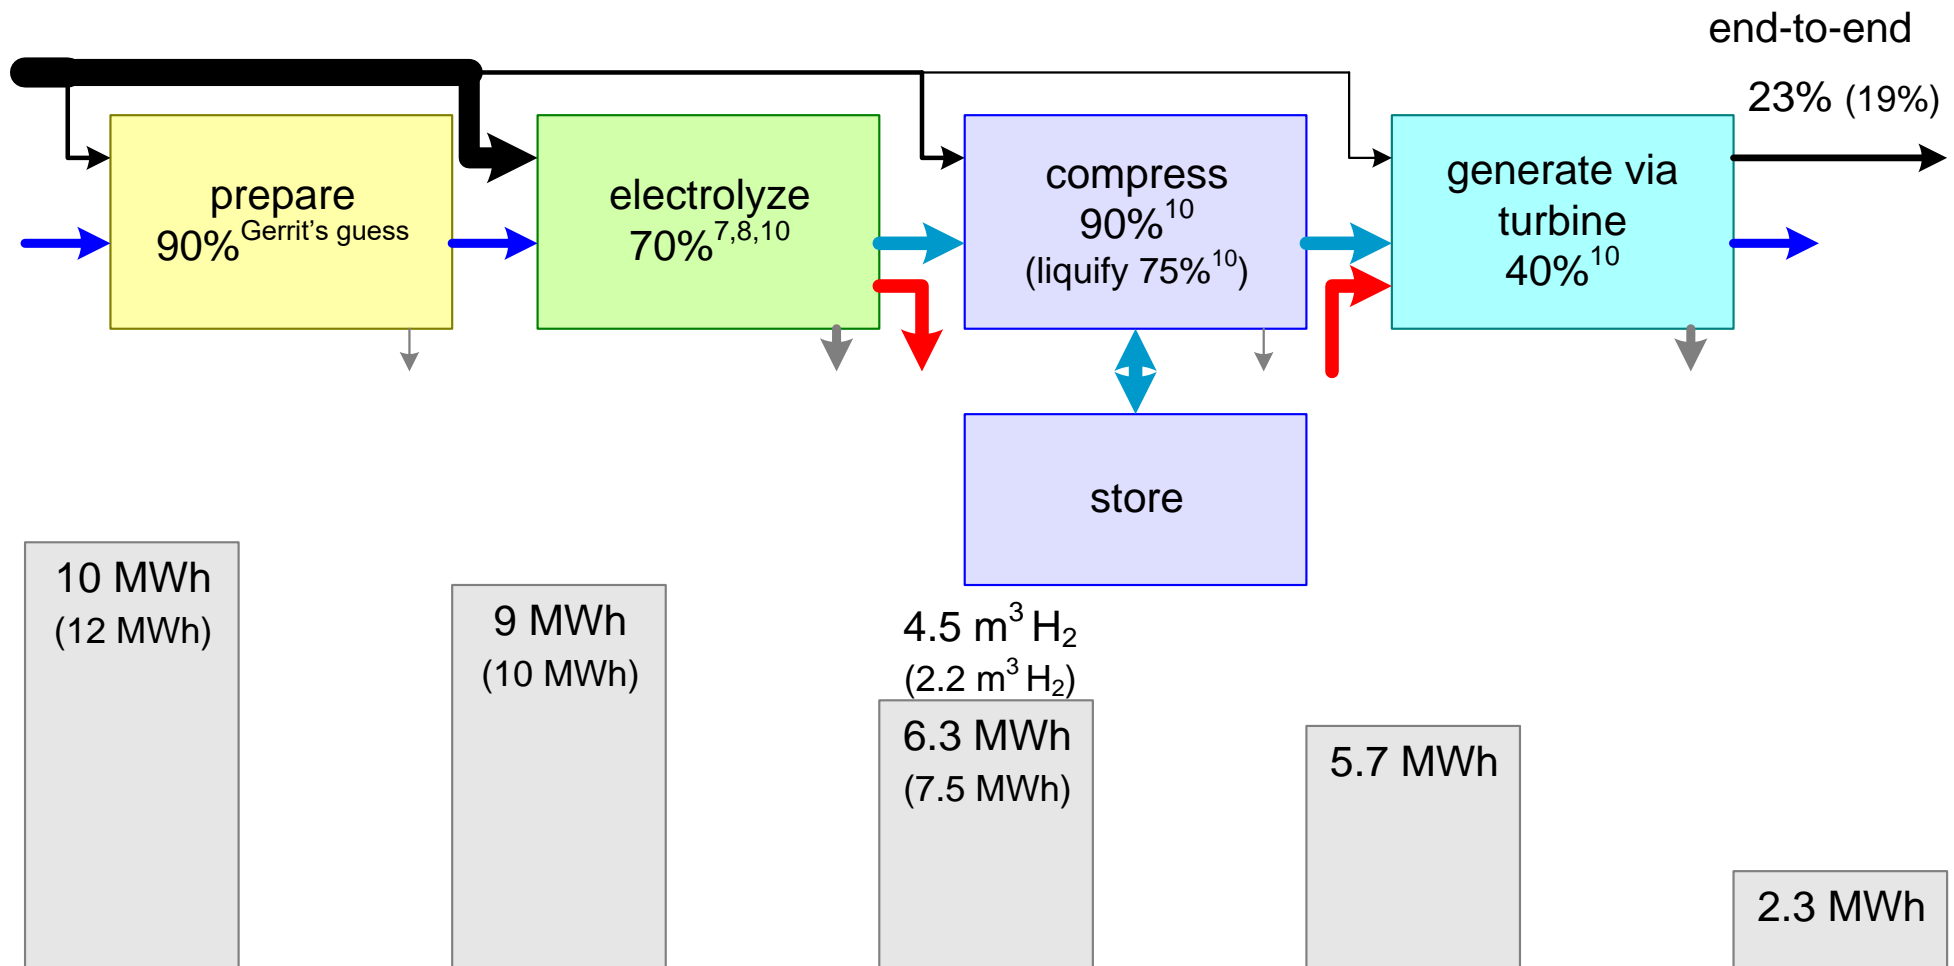 end-to-end
23% (19%)
prepare
90%Gerrit's guess
electrolyze
70%7,8,10
compress
90%10
(liquify 75%10)
generate via
turbine
40%10
store
10 MWh
(12 MWh)
9 MWh
(10 MWh)
4.5 m3 H2
(2.2 m3 H2)
6.3 MWh
(7.5 MWh)
5.7 MWh
2.3 MWh